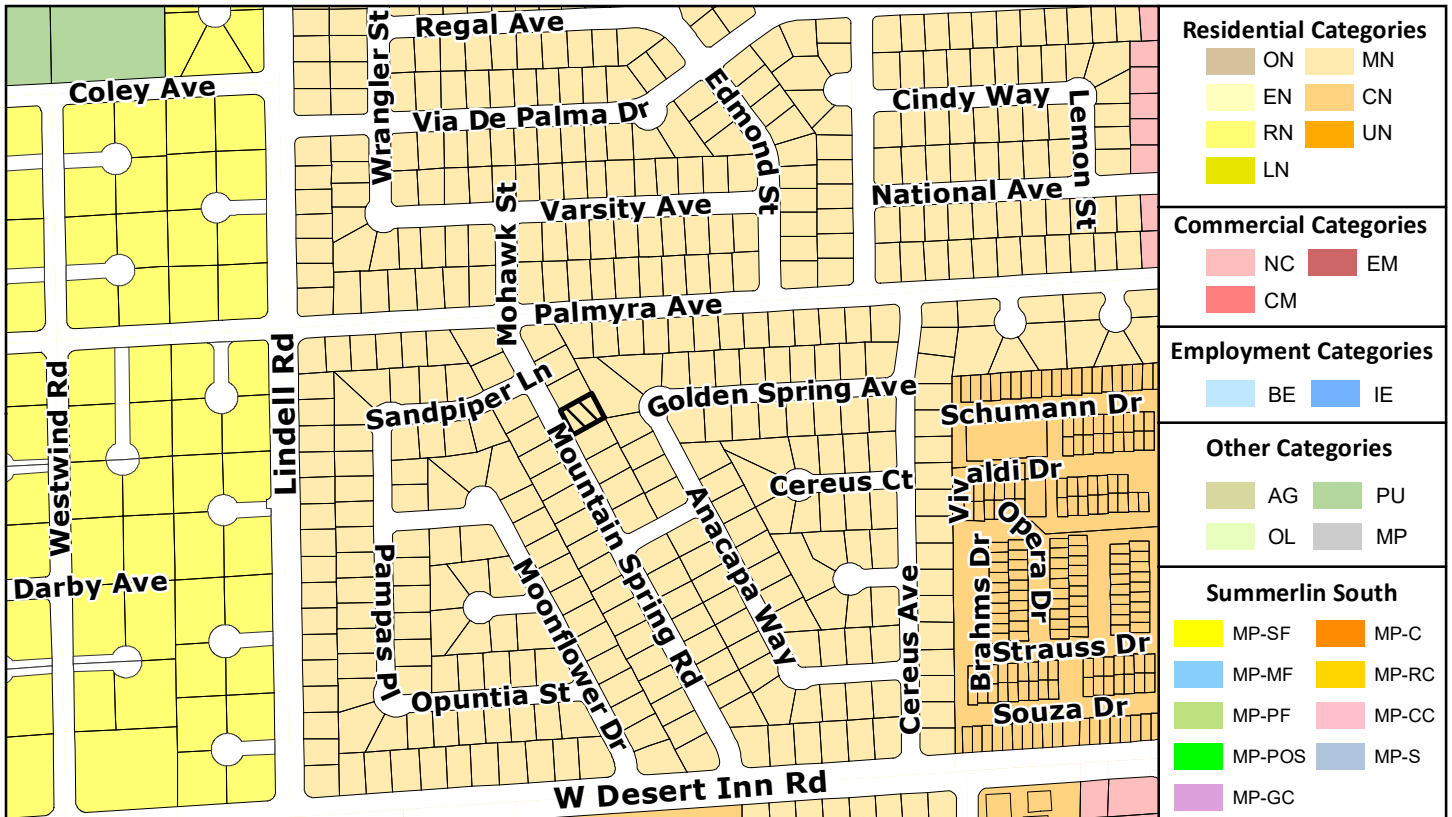 Regal Ave
Wrangler St
Coley Ave
Via De Palma Dr
Edmond St
Cindy Way
Lemon St
National Ave
Mohawk St
Varsity Ave
Palmyra Ave
Lindell Rd
Westwind Rd
Sandpiper Ln
Golden Spring Ave
Schumann Dr
Mountain Spring Rd
Cereus Ct
Vivaldi Dr
Anacapa Way
Opera Dr
Pampas Pl
Brahms Dr
Moonflower Dr
Darby Ave
Cereus Ave
Strauss Dr
Opuntia St
Souza Dr
W Desert Inn Rd
Residential Categories
ON MN
EN CN
RN UN
LN
Commercial Categories
NC EM
CM
Employment Categories
BE IE
Other Categories
AG PU
OL MP
Summerlin South
MP-SF MP-C
MP-MF MP-RC
MP-PF MP-CC
MP-POS MP-S
MP-GC